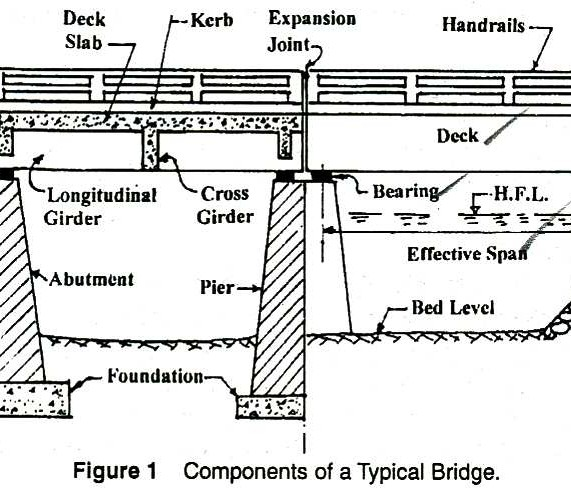 Deck
Slab
Kerb
Expansion
Joint
Handrails
Deck
Longitudinal
Girder
Cross
Girder
Bearing
H.F.L.
Effective Span
Abutment
Pier
Bed Level
Foundation
Figure 1 Components of a Typical Bridge.